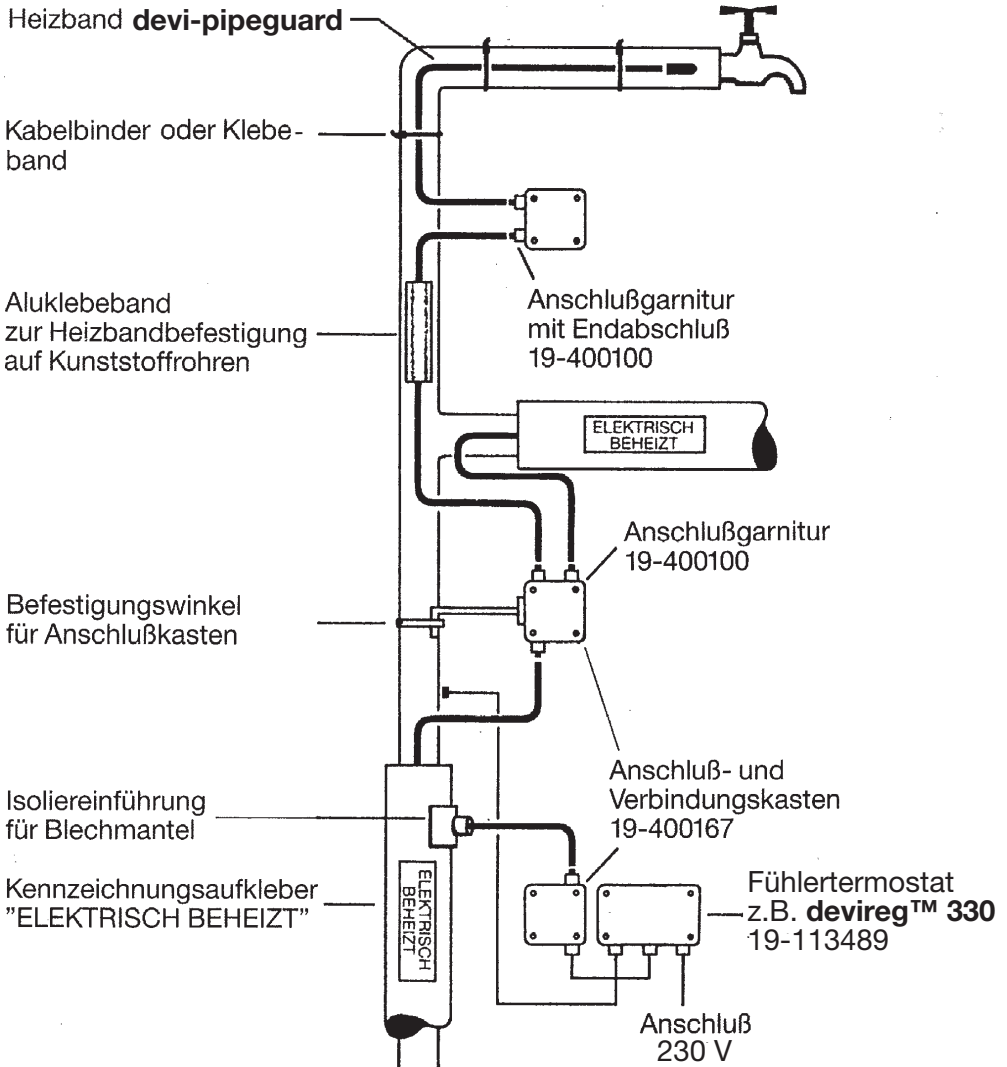 Heizband devi-pipeguard
Kabelbinder oder Klebe-
band
Aluklebeband
zur Heizbandbefestigung
auf Kunststoffrohren
Anschlußgarnitur
mit Endabschluß
19-400100
ELEKTRISCH
BEHEIZT
Anschlußgarnitur
19-400100
Befestigungswinkel
für Anschlußkasten
Anschluß- und
Verbindungskasten
19-400167
Isoliereinführung
für Blechmantel
Kennzeichnungsaufkleber
"ELEKTRISCH BEHEIZT"
ELEKTRISCH
BEHEIZT
Fühlertermostat
z.B. devireg™ 330
19-113489
Anschluß
230 V